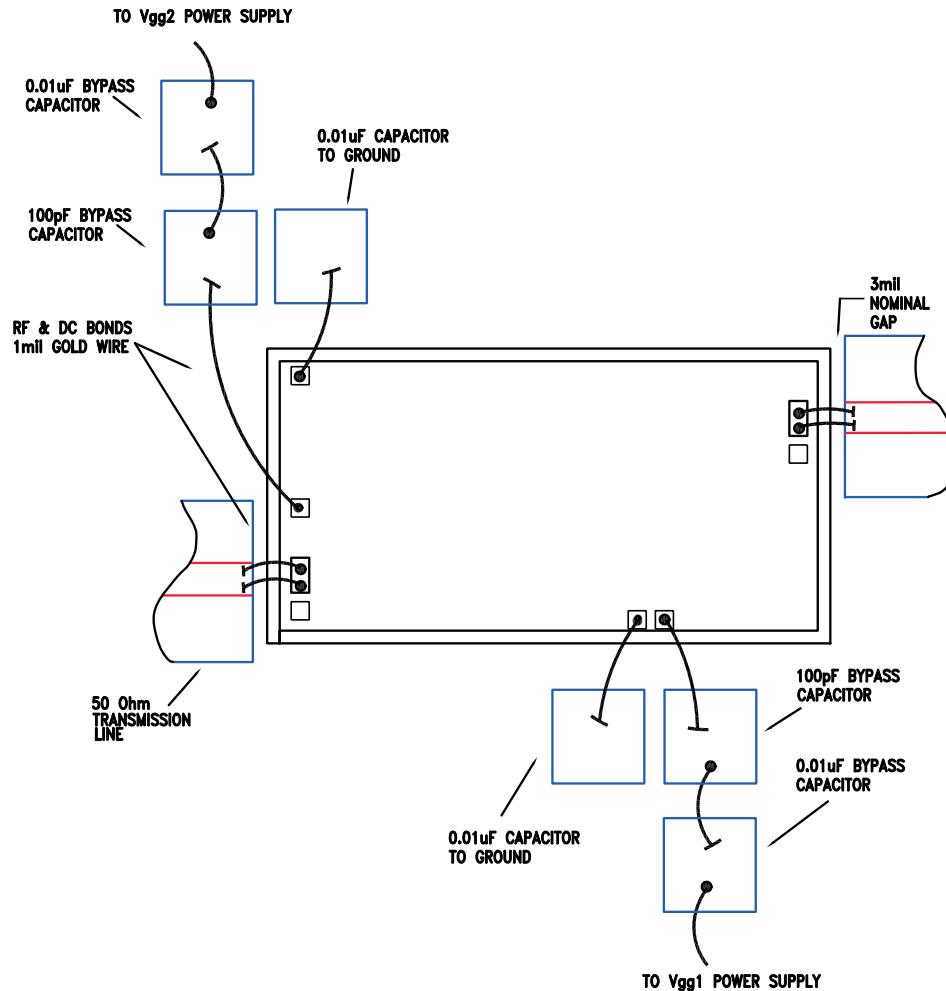 TO Vgg2 POWER SUPPLY
0.01uF BYPASS
CAPACITOR
0.01uF CAPACITOR
TO GROUND
100pF BYPASS
CAPACITOR
3mil
NOMINAL
GAP
RF & DC BONDS
1mil GOLD WIRE
50 Ohm
TRANSMISSION
LINE
100pF BYPASS
CAPACITOR
0.01uF BYPASS
CAPACITOR
0.01uF CAPACITOR
TO GROUND
TO Vgg1 POWER SUPPLY